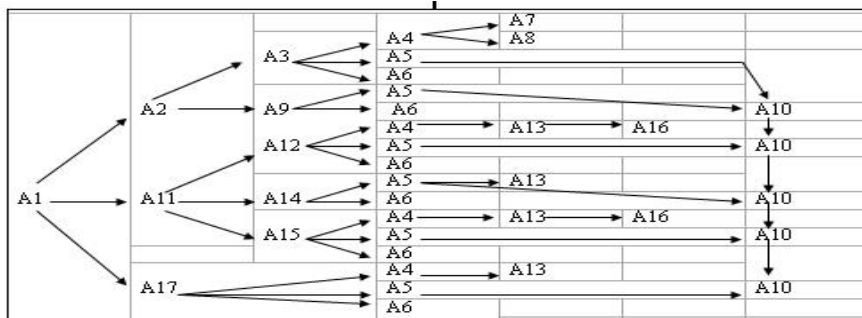 A7
A4 A8
A3 A5
A6
A5
A2 A9 A6 A10
A4 A13 A16
A12 A5 A10
A6
A5 A13
A1 A11 A14 A6 A10
A4 A13 A16
A15 A5 A10
A6
A4 A13
A17 A5 A10
A6